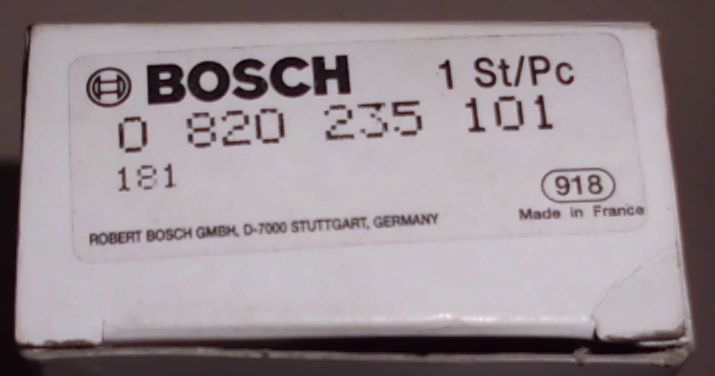 BOSCH 1 St/Pc
0 820 235 101
181
918
Made in France
ROBERT BOSCH GMBH, D-7000 STUTTGART, GERMANY